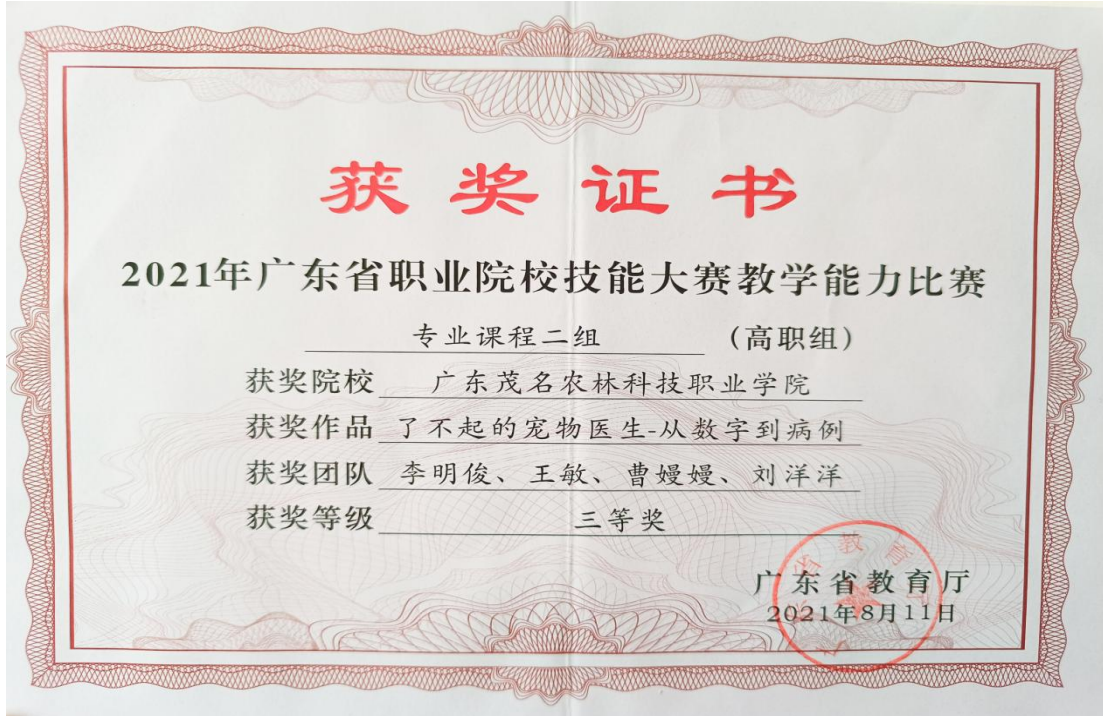 获奖证书
2021年广东省职业院校技能大赛教学能力比赛
专业课程二组 (高职组)
获奖院校 广东茂名农林科技职业学院
获奖作品 了不起的宠物医生-从数字到病例
获奖团队 李明俊、王敏、曹嫚嫚、刘洋洋
获奖等级 三等奖
广东省教育厅
2021年8月11日